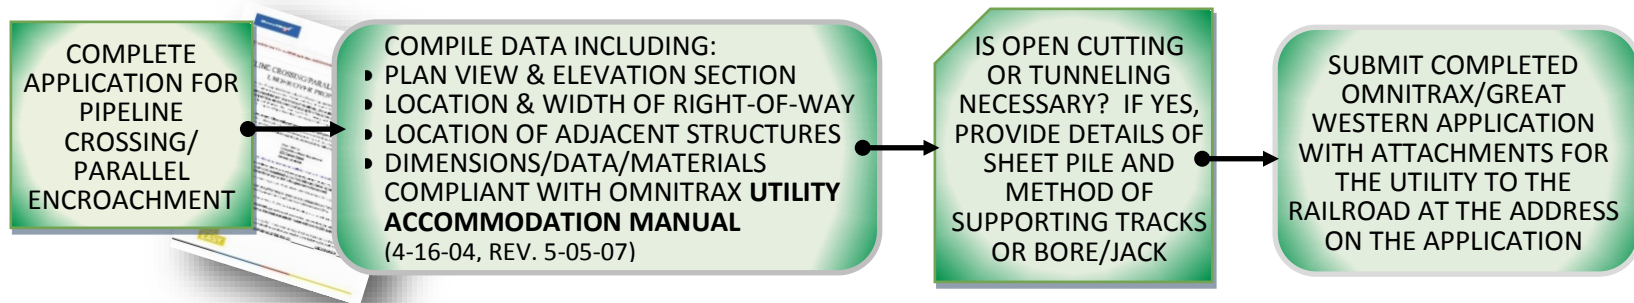 COMPLETE
APPLICATION FOR
PIPELINE
CROSSING/
PARALLEL
ENCROACHMENT
COMPILE DATA INCLUDING:
PLAN VIEW & ELEVATION SECTION
LOCATION & WIDTH OF RIGHT-OF-WAY
LOCATION OF ADJACENT STRUCTURES
DIMENSIONS/DATA/MATERIALS
COMPLIANT WITH OMNITRAX UTILITY
ACCOMMODATION MANUAL
(4-16-04, REV. 5-05-07)
IS OPEN CUTTING
OR TUNNELING
NECESSARY?  IF YES,
PROVIDE DETAILS OF
SHEET PILE AND
METHOD OF
SUPPORTING TRACKS
OR BORE/JACK
SUBMIT COMPLETED
OMNITRAX/GREAT
WESTERN APPLICATION
WITH ATTACHMENTS FOR
THE UTILITY TO THE
RAILROAD AT THE ADDRESS
ON THE APPLICATION